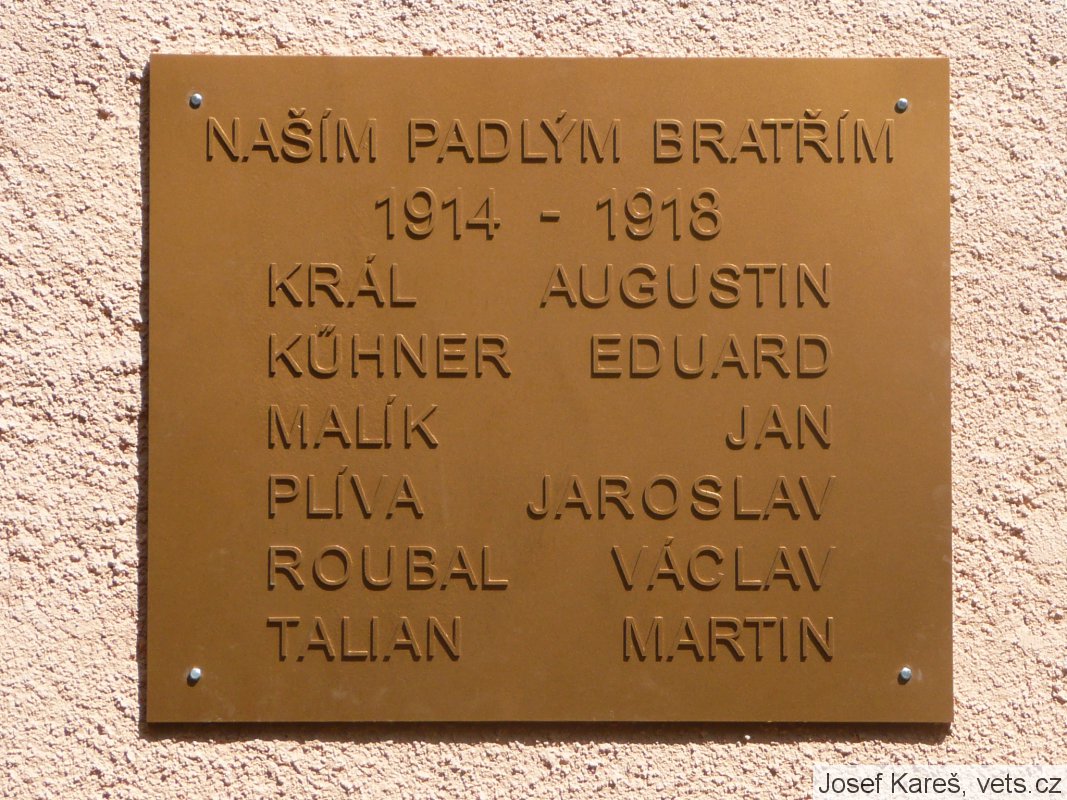 NAŠÍM PADLÝM BRATŘÍM
1914 - 1918
KRÁL AUGUSTIN
KŰHNER EDUARD
MALÍK JAN
PLÍVA JAROSLAV
ROUBAL VÁCLAV
TALIAN MARTIN
Josef Kareš, vets.cz